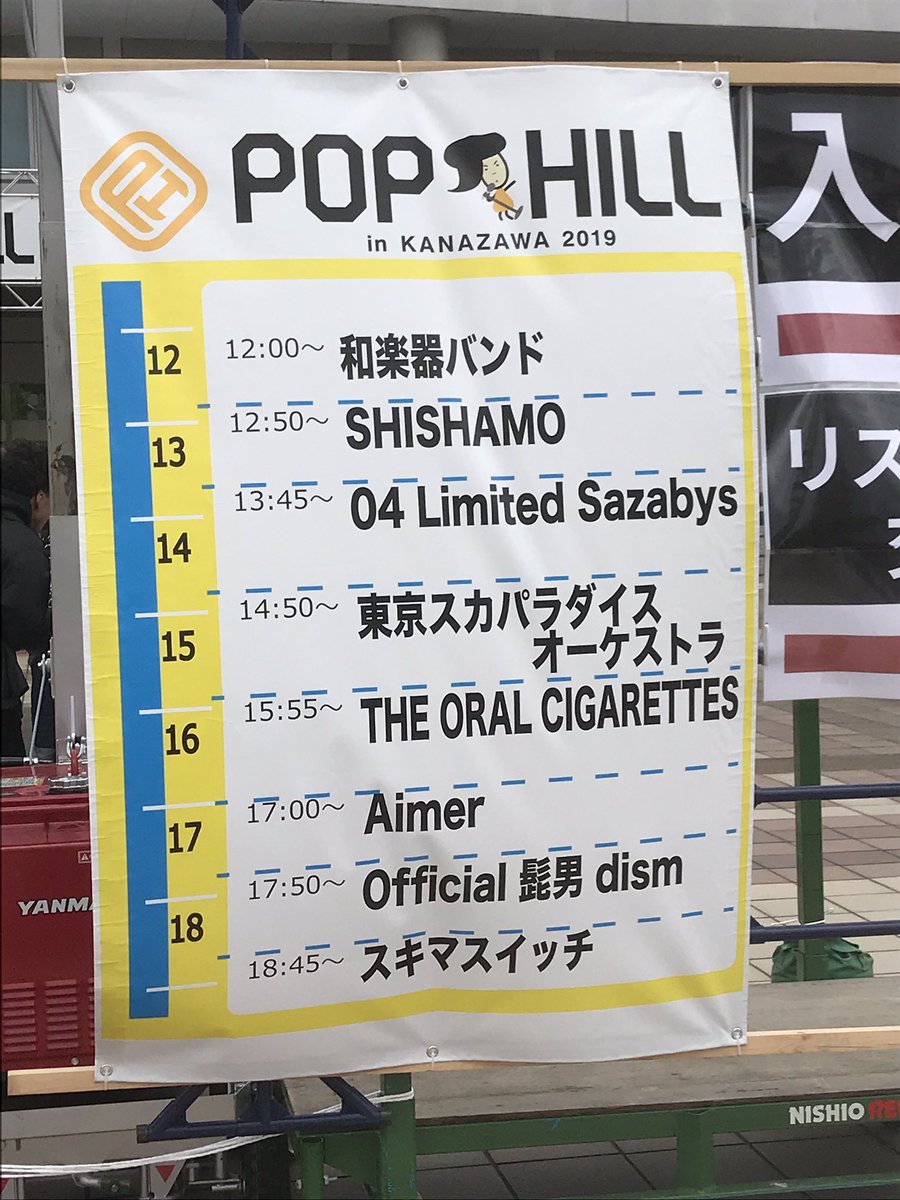 POP HILL
in KANAZAWA 2019
12
12:00～ 和楽器バンド
12:50～ SHISHAMO
13
13:45～ 04 Limited Sazabys
14
14:50～ 東京スカパラダイス
オーケストラ
15
15:55～ THE ORAL CIGARETTES
16
17:00～ Aimer
17
17:50～ Official 髭男 dism
18
18:45～ スキマスイッチ
入
リス
YANMA
NISHIO RE